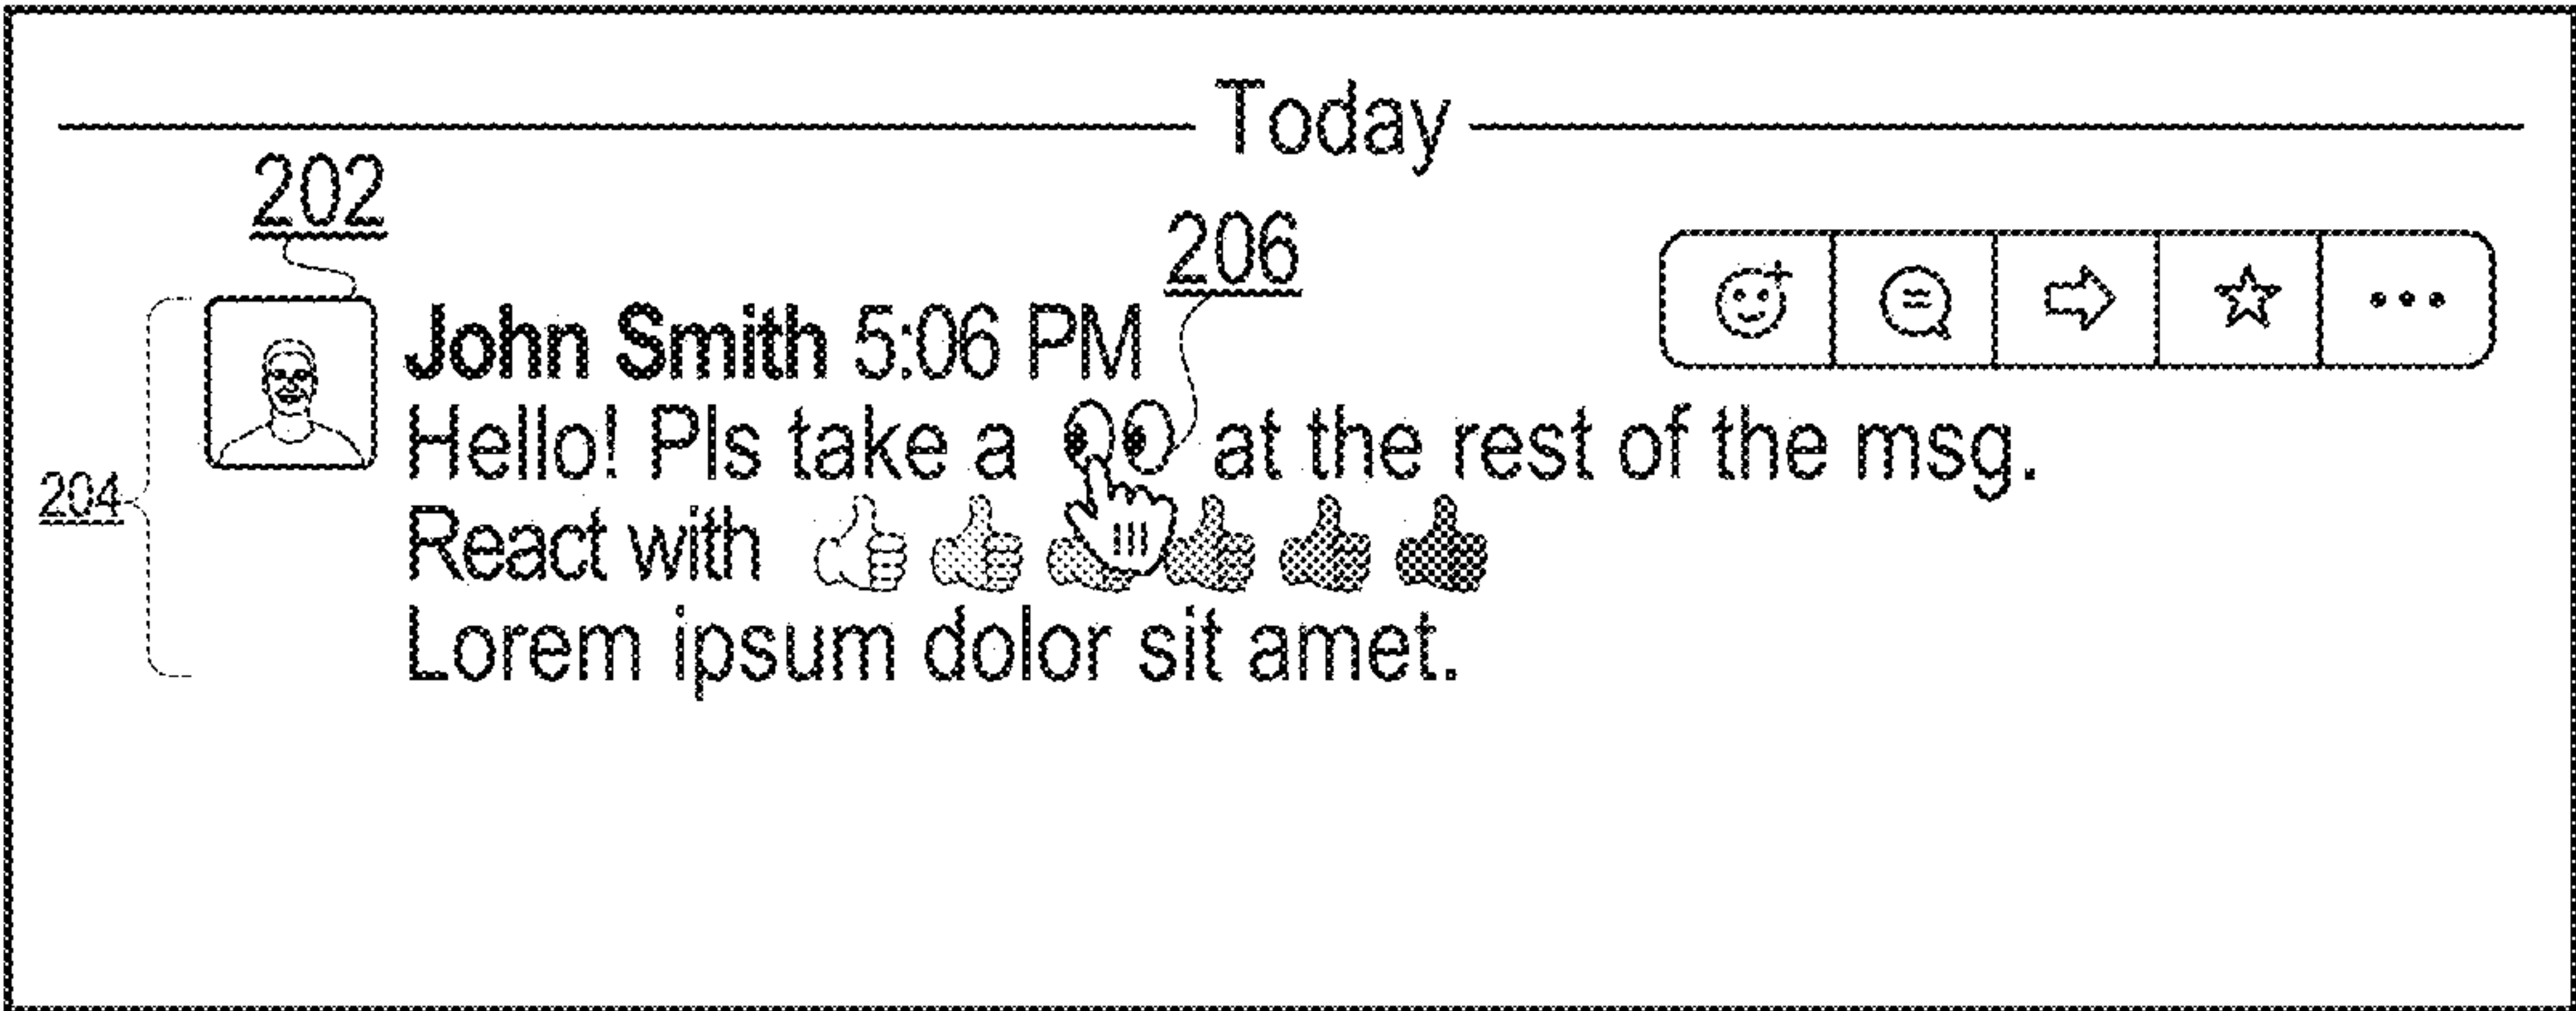 Today
202
206
John Smith 5:06 PM
Hello! Pls take a 👀 at the rest of the msg.
204
React with 👍 👍 👍 👍 👍 👍
Lorem ipsum dolor sit amet.